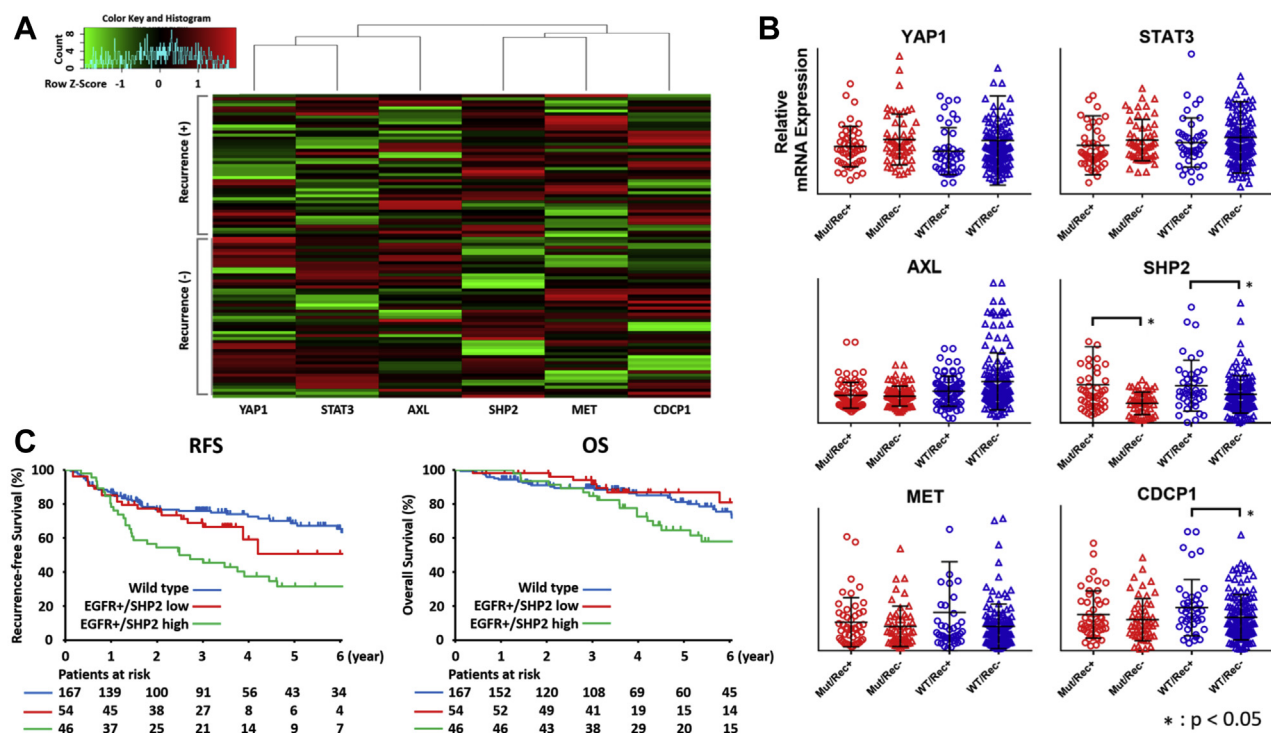 A
Color Key and Histogram
Count
0 4 8
Row Z-Score -1 0 1
Recurrence (+)
Recurrence (-)
YAP1 STAT3 AXL SHP2 MET CDCP1
B
Relative
mRNA Expression
YAP1
Mut/Rec+ Mut/Rec- WT/Rec+ WT/Rec-
STAT3
Mut/Rec+ Mut/Rec- WT/Rec+ WT/Rec-
AXL
Mut/Rec+ Mut/Rec- WT/Rec+ WT/Rec-
SHP2
* *
Mut/Rec+ Mut/Rec- WT/Rec+ WT/Rec-
MET
Mut/Rec+ Mut/Rec- WT/Rec+ WT/Rec-
CDCP1
*
Mut/Rec+ Mut/Rec- WT/Rec+ WT/Rec-
* : p < 0.05
C
RFS
Recurrence-free Survival (%)
100
80
60
40
20
0
Wild type
EGFR+/SHP2 low
EGFR+/SHP2 high
0 1 2 3 4 5 6 (year)
Patients at risk
167 139 100 91 56 43 34
54 45 38 27 8 6 4
46 37 25 21 14 9 7
OS
Overall Survival (%)
100
80
60
40
20
0
Wild type
EGFR+/SHP2 low
EGFR+/SHP2 high
0 1 2 3 4 5 6 (year)
Patients at risk
167 152 120 108 69 60 45
54 52 49 41 19 15 14
46 46 43 38 29 20 15